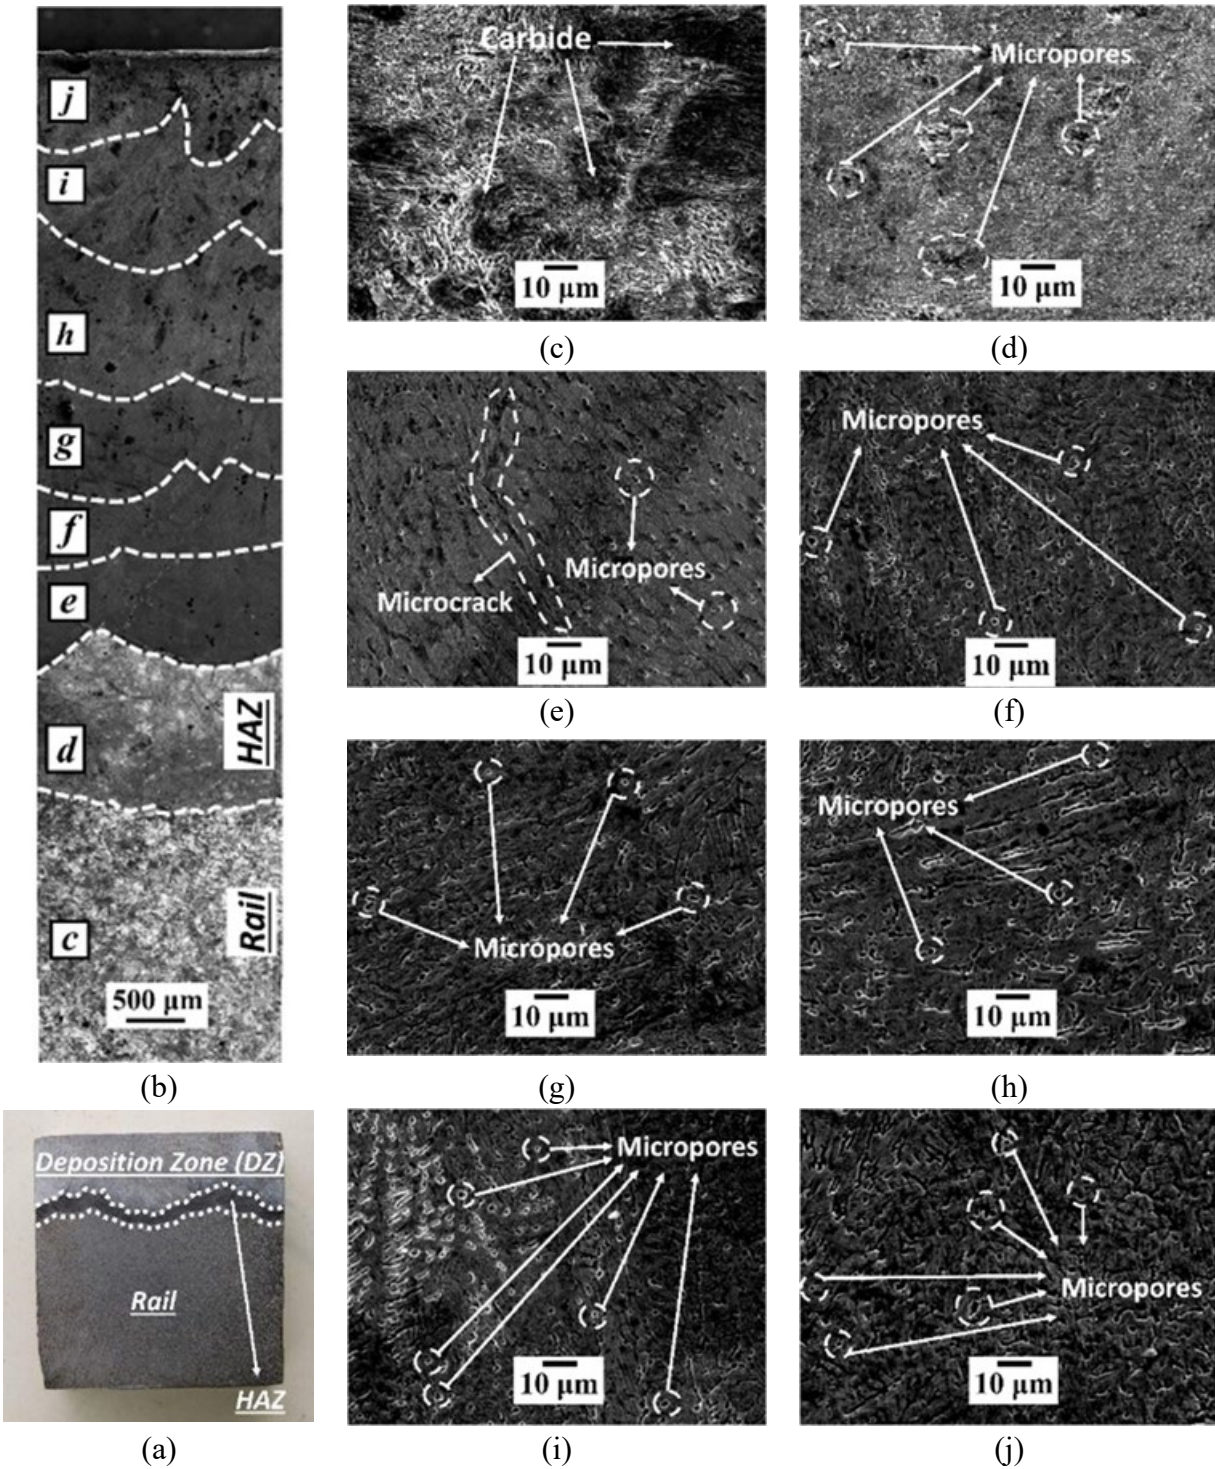 j
i
h
g
f
e
d
HAZ
c
Rail
500 µm
(b)
Deposition Zone (DZ)
Rail
HAZ
(a)
Carbide
10 µm
(c)
Micropores
10 µm
(d)
Microcrack
Micropores
10 µm
(e)
Micropores
10 µm
(f)
Micropores
10 µm
(g)
Micropores
10 µm
(h)
Micropores
10 µm
(i)
Micropores
10 µm
(j)